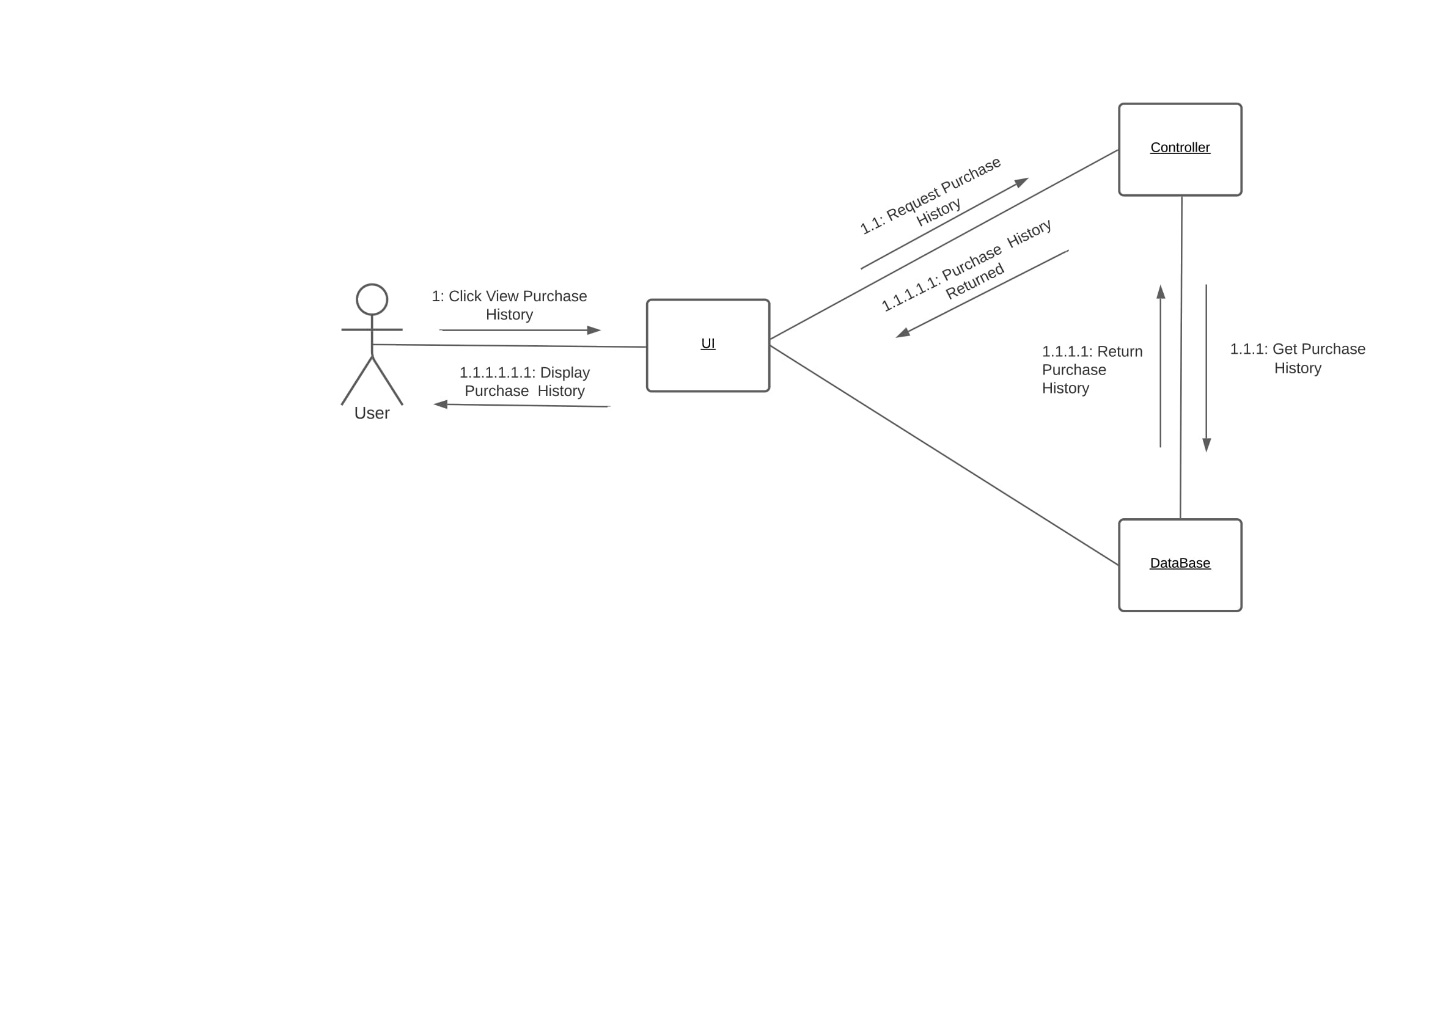 Controller
1.1: Request Purchase
History
1.1.1.1.1: Purchase  History
Returned
1: Click View Purchase
History
UI
1.1.1.1.1.1: Display
Purchase  History
User
1.1.1.1: Return
Purchase
History
1.1.1: Get Purchase
History
DataBase